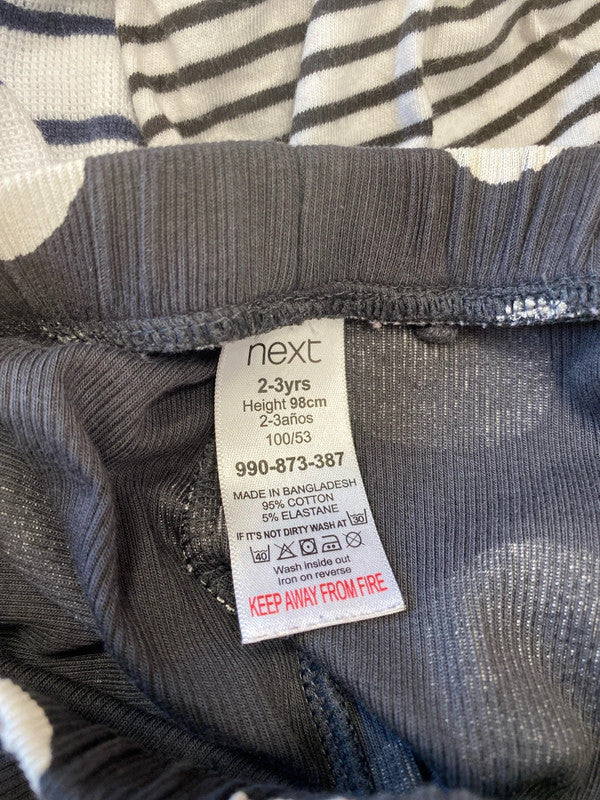 next
2-3yrs
Height 98cm
2-3años
100/53
990-873-387
MADE IN BANGLADESH
95% COTTON
5% ELASTANE
IF IT'S NOT DIRTY WASH AT 30
40
Wash inside out
Iron on reverse
KEEP AWAY FROM FIRE